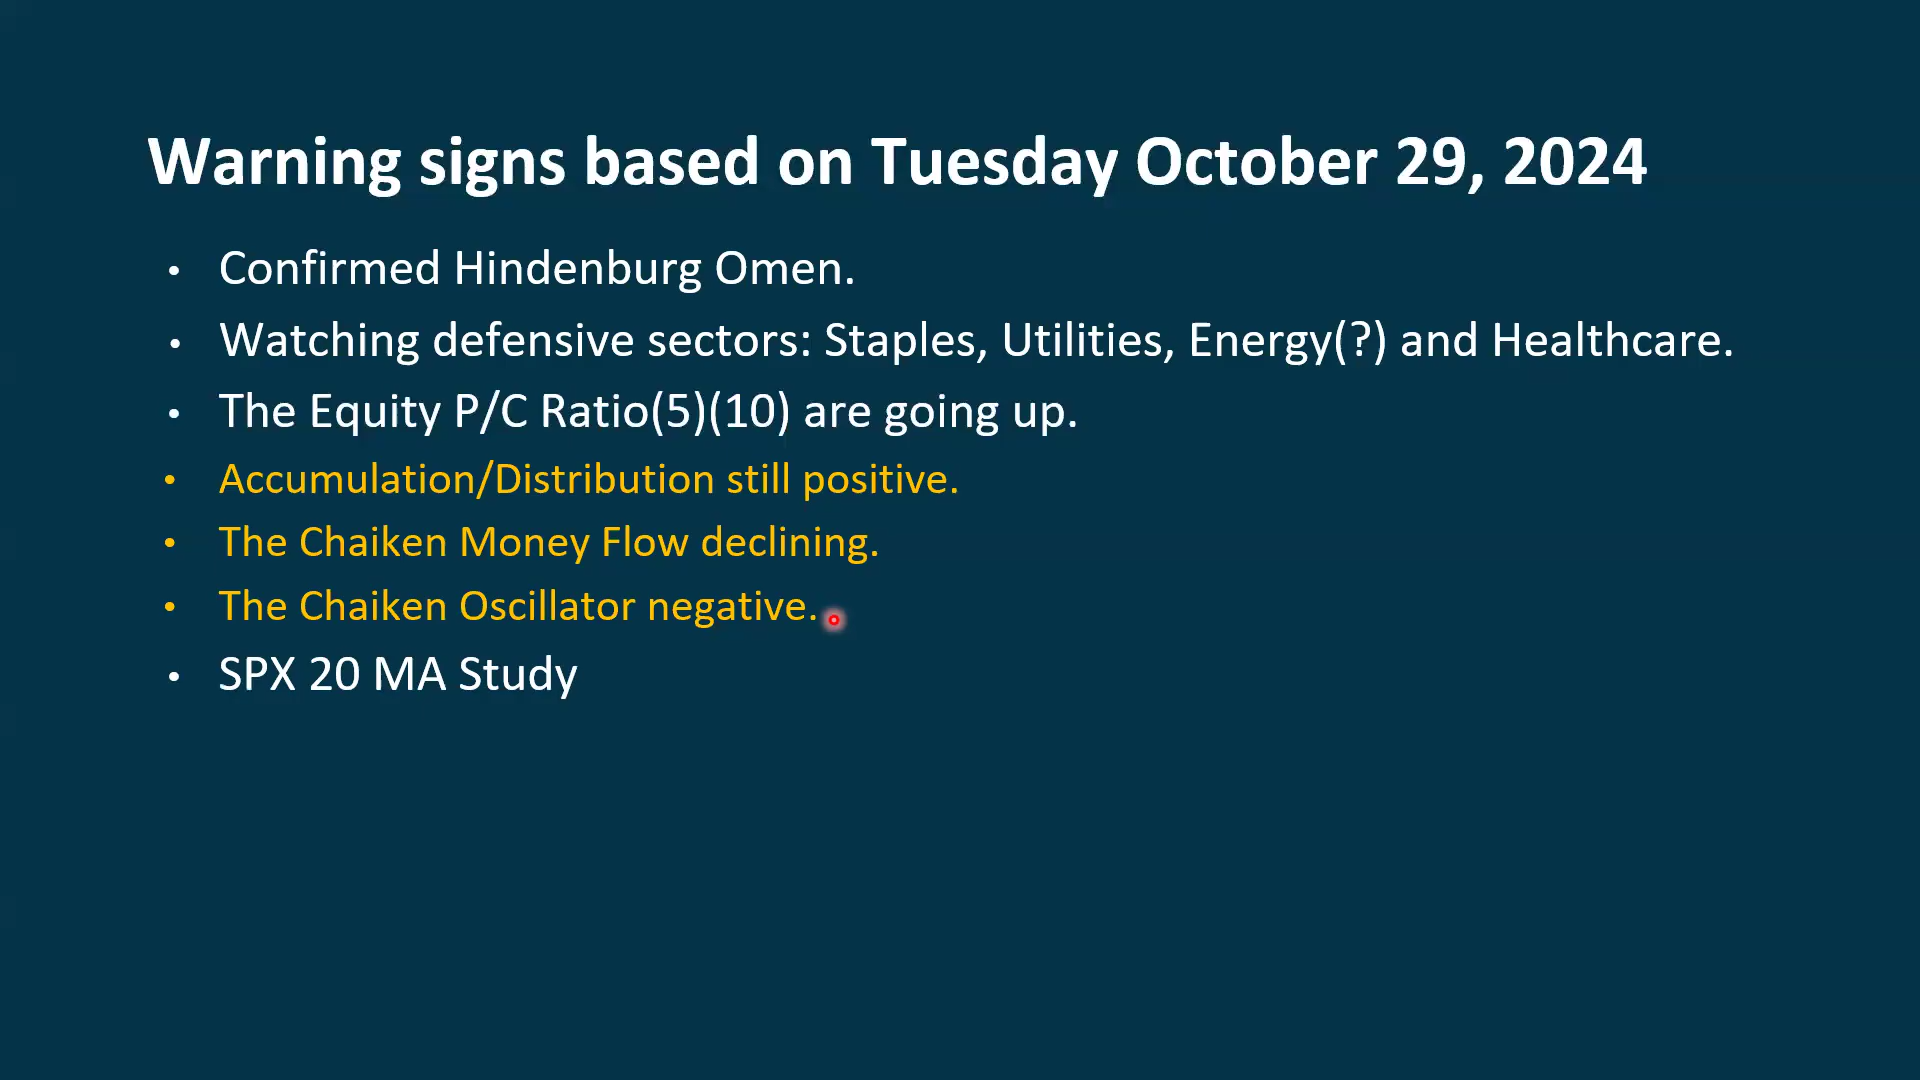 Warning signs based on Tuesday October 29, 2024
• Confirmed Hindenburg Omen.
• Watching defensive sectors: Staples, Utilities, Energy(?) and Healthcare.
• The Equity P/C Ratio(5)(10) are going up.
• Accumulation/Distribution still positive.
• The Chaiken Money Flow declining.
• The Chaiken Oscillator negative.
• SPX 20 MA Study